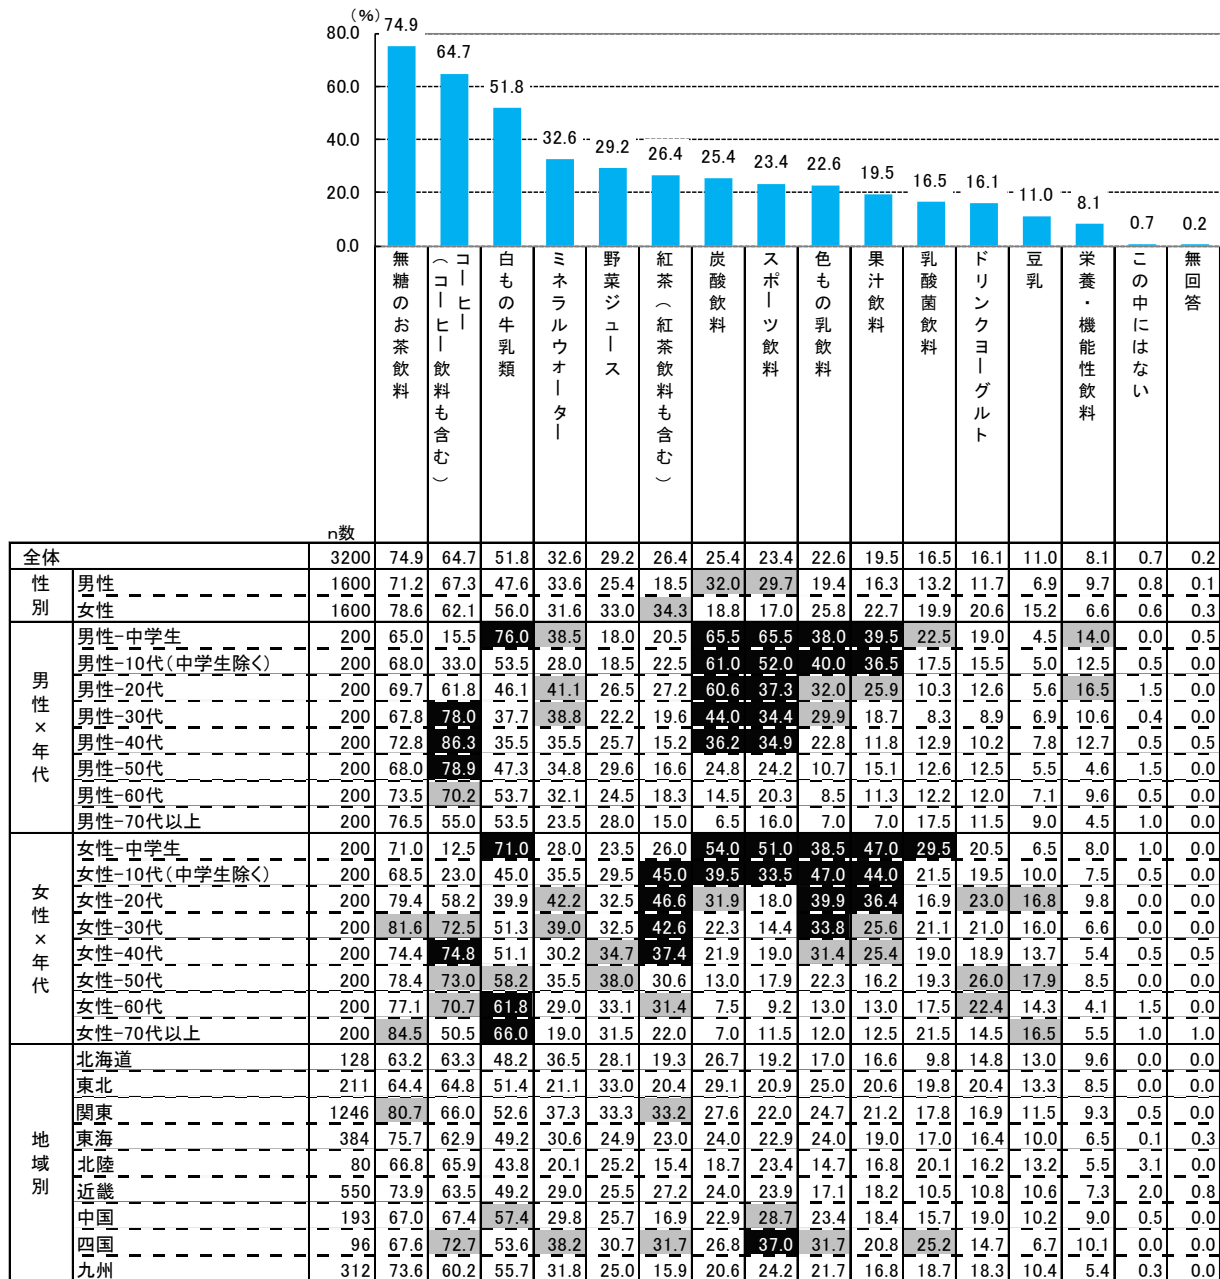 (%)
80.0
60.0
40.0
20.0
0.0
74.9
64.7
51.8
32.6
29.2
26.4
25.4
23.4
22.6
19.5
16.5
16.1
11.0
8.1
0.7
0.2
無糖のお茶飲料
コーヒー
(コーヒー飲料も含む)
白もの牛乳類
ミネラルウオーター
野菜ジュース
紅茶(紅茶飲料も含む)
炭酸飲料
スポーツ飲料
色もの乳飲料
果汁飲料
乳酸菌飲料
ドリンクヨーグルト
豆乳
栄養・機能性飲料
この中にはない
無回答
n数
全体 3200 74.9 64.7 51.8 32.6 29.2 26.4 25.4 23.4 22.6 19.5 16.5 16.1 11.0 8.1 0.7 0.2
性別
男性 1600 71.2 67.3 47.6 33.6 25.4 18.5 32.0 29.7 19.4 16.3 13.2 11.7 6.9 9.7 0.8 0.1
女性 1600 78.6 62.1 56.0 31.6 33.0 34.3 18.8 17.0 25.8 22.7 19.9 20.6 15.2 6.6 0.6 0.3
男性×年代
男性-中学生 200 65.0 15.5 76.0 38.5 18.0 20.5 65.5 65.5 38.0 39.5 22.5 19.0 4.5 14.0 0.0 0.5
男性-10代(中学生除く) 200 68.0 33.0 53.5 28.0 18.5 22.5 61.0 52.0 40.0 36.5 17.5 15.5 5.0 12.5 0.5 0.0
男性-20代 200 69.7 61.8 46.1 41.1 26.5 27.2 60.6 37.3 32.0 25.9 10.3 12.6 5.6 16.5 1.5 0.0
男性-30代 200 67.8 78.0 37.7 38.8 22.2 19.6 44.0 34.4 29.9 18.7 8.3 8.9 6.9 10.6 0.4 0.0
男性-40代 200 72.8 86.3 35.5 35.5 25.7 15.2 36.2 34.9 22.8 11.8 12.9 10.2 7.8 12.7 0.5 0.5
男性-50代 200 68.0 78.9 47.3 34.8 29.6 16.6 24.8 24.2 10.7 15.1 12.6 12.5 5.5 4.6 1.5 0.0
男性-60代 200 73.5 70.2 53.7 32.1 24.5 18.3 14.5 20.3 8.5 11.3 12.2 12.0 7.1 9.6 0.5 0.0
男性-70代以上 200 76.5 55.0 53.5 23.5 28.0 15.0 6.5 16.0 7.0 7.0 17.5 11.5 9.0 4.5 1.0 0.0
女性×年代
女性-中学生 200 71.0 12.5 71.0 28.0 23.5 26.0 54.0 51.0 38.5 47.0 29.5 20.5 6.5 8.0 1.0 0.0
女性-10代(中学生除く) 200 68.5 23.0 45.0 35.5 29.5 45.0 39.5 33.5 47.0 44.0 21.5 19.5 10.0 7.5 0.5 0.0
女性-20代 200 79.4 58.2 39.9 42.2 32.5 46.6 31.9 18.0 39.9 36.4 16.9 23.0 16.8 9.8 0.0 0.0
女性-30代 200 81.6 72.5 51.3 39.0 32.5 42.6 22.3 14.4 33.8 25.6 21.1 21.0 16.0 6.6 0.0 0.0
女性-40代 200 74.4 74.8 51.1 30.2 34.7 37.4 21.9 19.0 31.4 25.4 19.0 18.9 13.7 5.4 0.5 0.5
女性-50代 200 78.4 73.0 58.2 35.5 38.0 30.6 13.0 17.9 22.3 16.2 19.3 26.0 17.9 8.5 0.0 0.0
女性-60代 200 77.1 70.7 61.8 29.0 33.1 31.4 7.5 9.2 13.0 13.0 17.5 22.4 14.3 4.1 1.5 0.0
女性-70代以上 200 84.5 50.5 66.0 19.0 31.5 22.0 7.0 11.5 12.0 12.5 21.5 14.5 16.5 5.5 1.0 1.0
地域別
北海道 128 63.2 63.3 48.2 36.5 28.1 19.3 26.7 19.2 17.0 16.6 9.8 14.8 13.0 9.6 0.0 0.0
東北 211 64.4 64.8 51.4 21.1 33.0 20.4 29.1 20.9 25.0 20.6 19.8 20.4 13.3 8.5 0.0 0.0
関東 1246 80.7 66.0 52.6 37.3 33.3 33.2 27.6 22.0 24.7 21.2 17.8 16.9 11.5 9.3 0.5 0.0
東海 384 75.7 62.9 49.2 30.6 24.9 23.0 24.0 22.9 24.0 19.0 17.0 16.4 10.0 6.5 0.1 0.3
北陸 80 66.8 65.9 43.8 20.1 25.2 15.4 18.7 23.4 14.7 16.8 20.1 16.2 13.2 5.5 3.1 0.0
近畿 550 73.9 63.5 49.2 29.0 25.5 27.2 24.0 23.9 17.1 18.2 10.5 10.8 10.6 7.3 2.0 0.8
中国 193 67.0 67.4 57.4 29.8 25.7 16.9 22.9 28.7 23.4 18.4 15.7 19.0 10.2 9.0 0.5 0.0
四国 96 67.6 72.7 53.6 38.2 30.7 31.7 26.8 37.0 31.7 20.8 25.2 14.7 6.7 10.1 0.0 0.0
九州 312 73.6 60.2 55.7 31.8 25.0 15.9 20.6 24.2 21.7 16.8 18.7 18.3 10.4 5.4 0.3 0.0